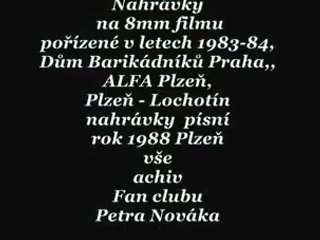 Nahrávky
na 8mm filmu
pořízené v letech 1983-84,
Dům Barikádníků Praha,,
ALFA Plzeň,
Plzeň - Lochotín
nahrávky písní
rok 1988 Plzeň
vše
achiv
Fan clubu
Petra Nováka